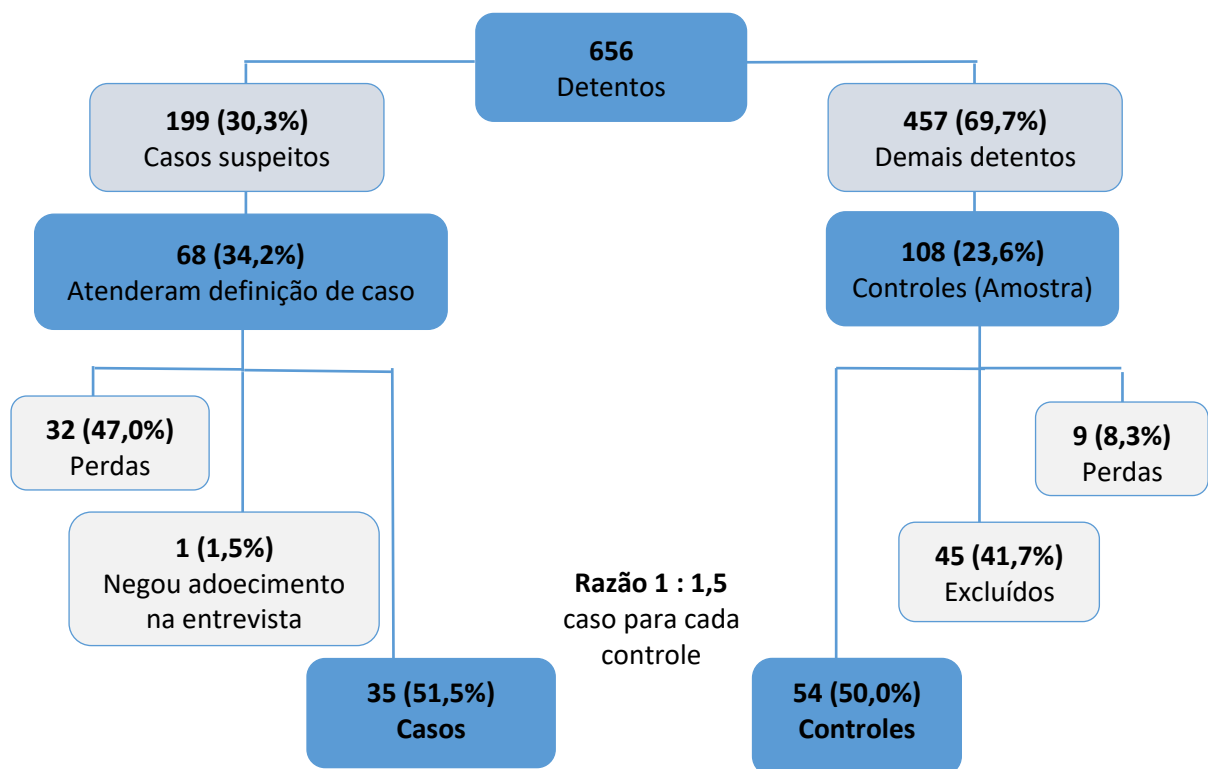 656
Detentos
199 (30,3%)
Casos suspeitos
457 (69,7%)
Demais detentos
68 (34,2%)
Atenderam definição de caso
108 (23,6%)
Controles (Amostra)
32 (47,0%)
Perdas
9 (8,3%)
Perdas
1 (1,5%)
Negou adoecimento
na entrevista
45 (41,7%)
Excluídos
Razão 1 : 1,5
caso para cada
controle
35 (51,5%)
Casos
54 (50,0%)
Controles